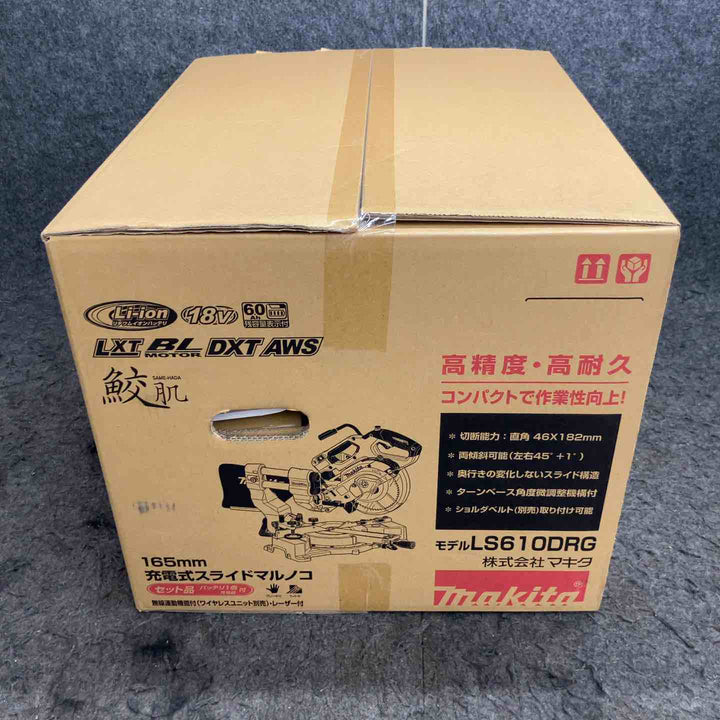 Li-ion
リチウムイオンバッテリ
18V
6.0
Ah
残容量表示付
LXT BL MOTOR DXT AWS
SAME-HADA
鮫肌
高精度・高耐久
コンパクトで作業性向上!
＊切断能力：直角 46X182mm
＊両傾斜可能(左右45°+1°)
＊奥行きの変化しないスライド構造
＊ターンベース角度微調整機構付
＊ショルダベルト(別売)取り付け可能
makita
165mm
充電式スライドマルノコ
セット品
バッテリ1点
付
無線連動機能付(ワイヤレスユニット別売)・レーザー付
モデルLS610DRG
株式会社マキタ
makita®